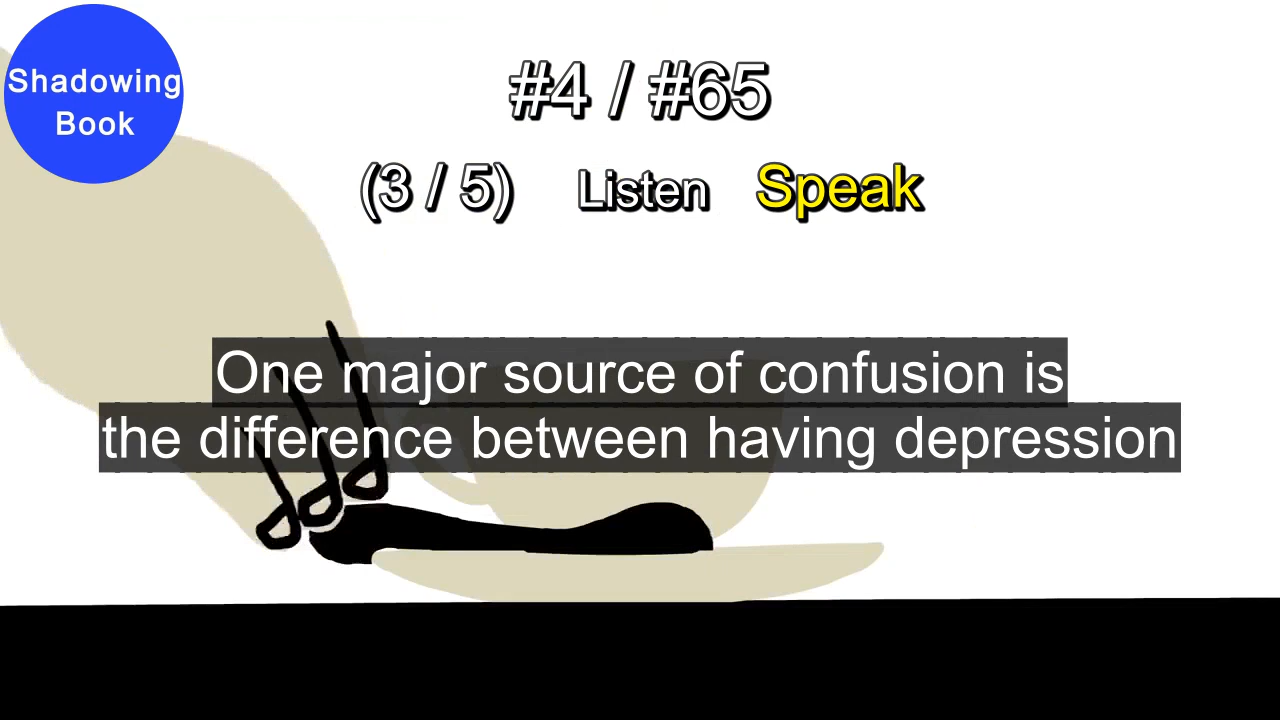 Shadowing
Book
#4 / #65
(3 / 5) Listen Speak
One major source of confusion is
the difference between having depression